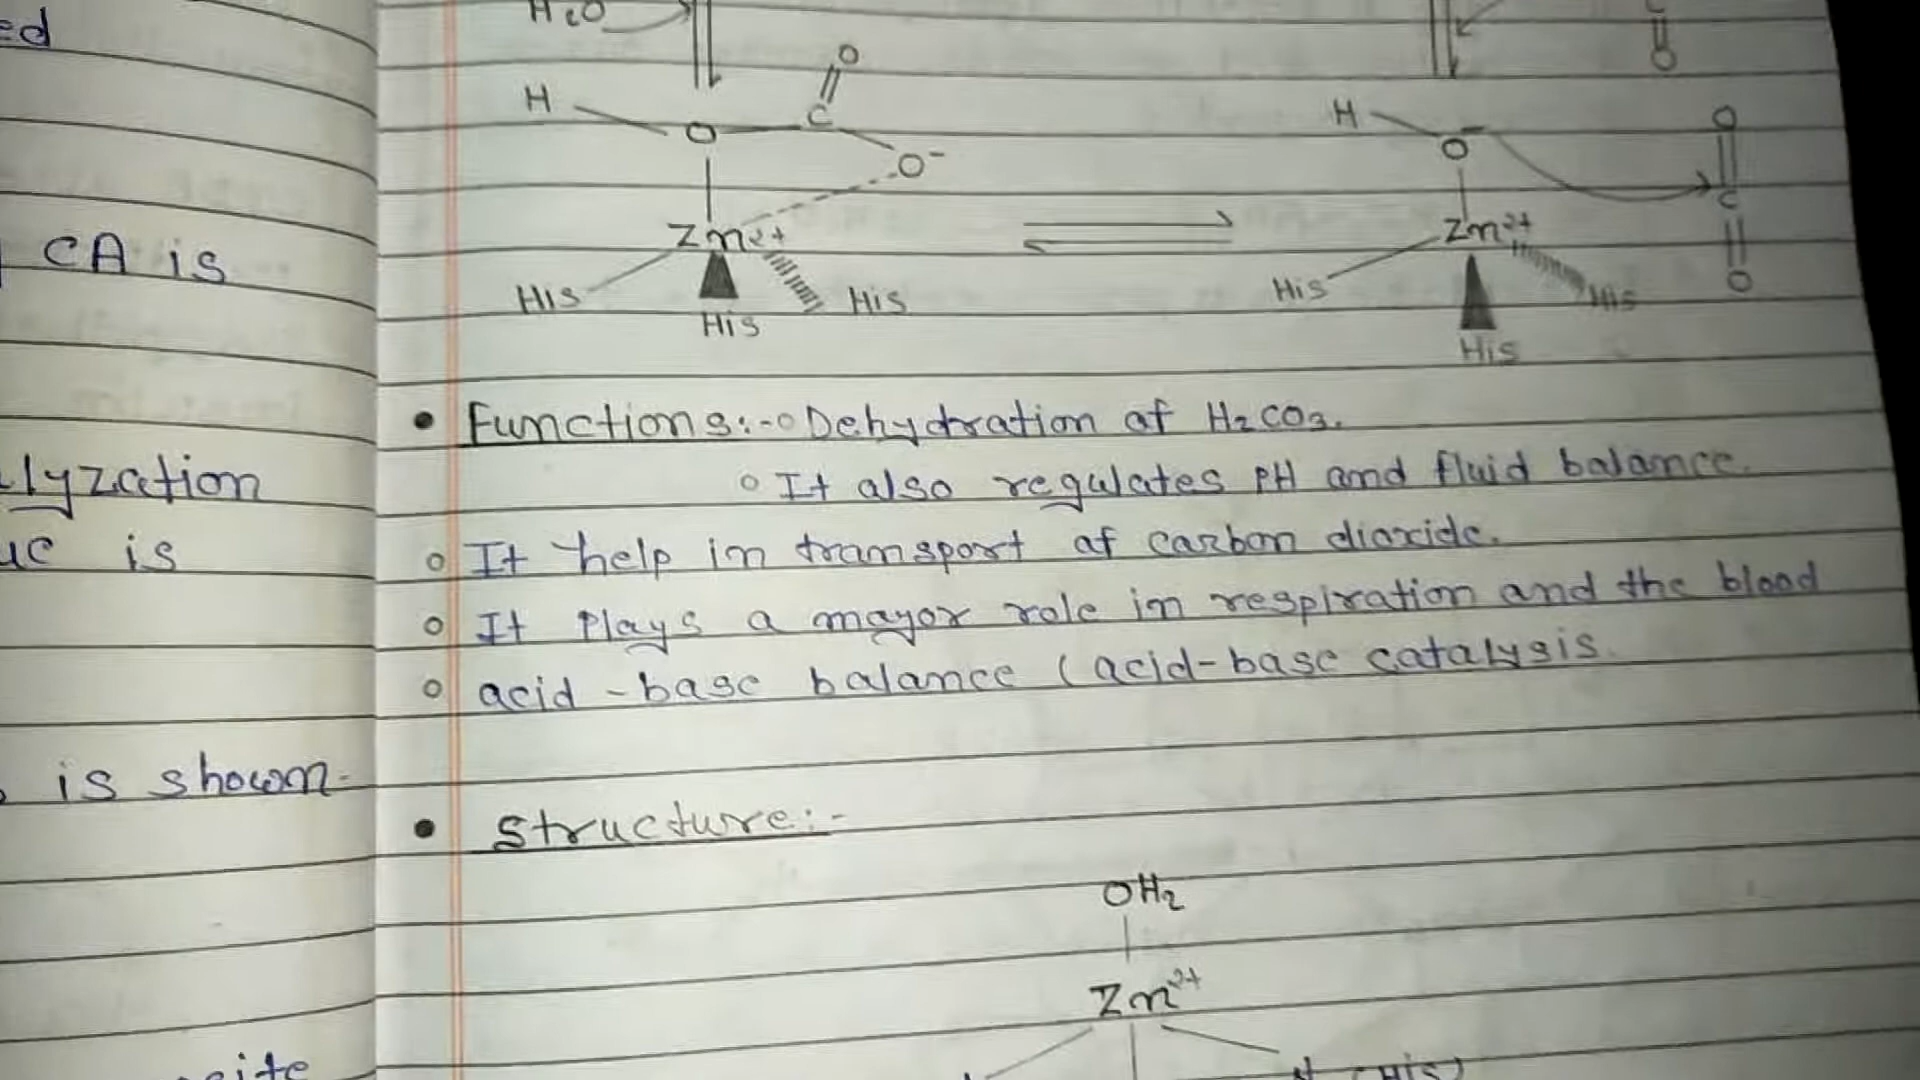 ed
CA is
lyzation
is
is shown-
H2O
H O C O O-
Zn2+
His His His
H O- O C O
Zn2+
His His His
O
• Functions:- o Dehydration of H2CO3.
o It also regulates PH and fluid balance.
o It help in transport of carbon dioxide.
o It Plays a mayor role in respiration and the blood
o acid-base balance (acid-base catalysis.
• Structure:-
OH2
Zn2+
(His)